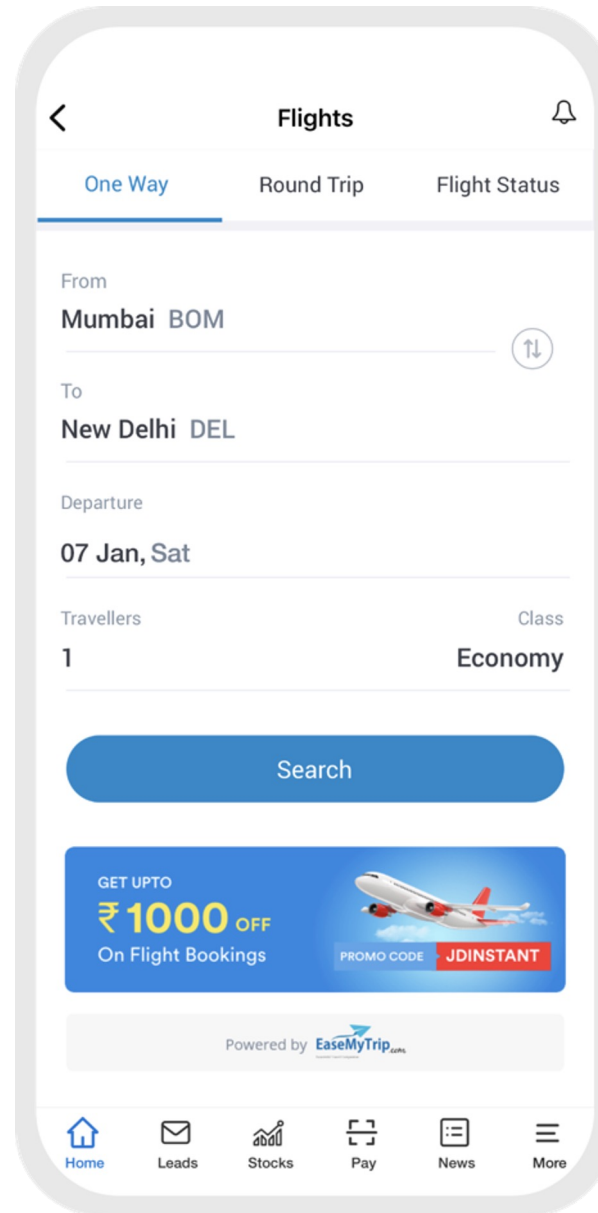 Flights
One Way Round Trip Flight Status
From
Mumbai BOM
To
New Delhi DEL
Departure
07 Jan, Sat
Travellers Class
1 Economy
Search
GET UPTO
₹1000 OFF
On Flight Bookings
PROMO CODE JDINSTANT
Powered by EaseMyTrip.com
Home Leads Stocks Pay News More